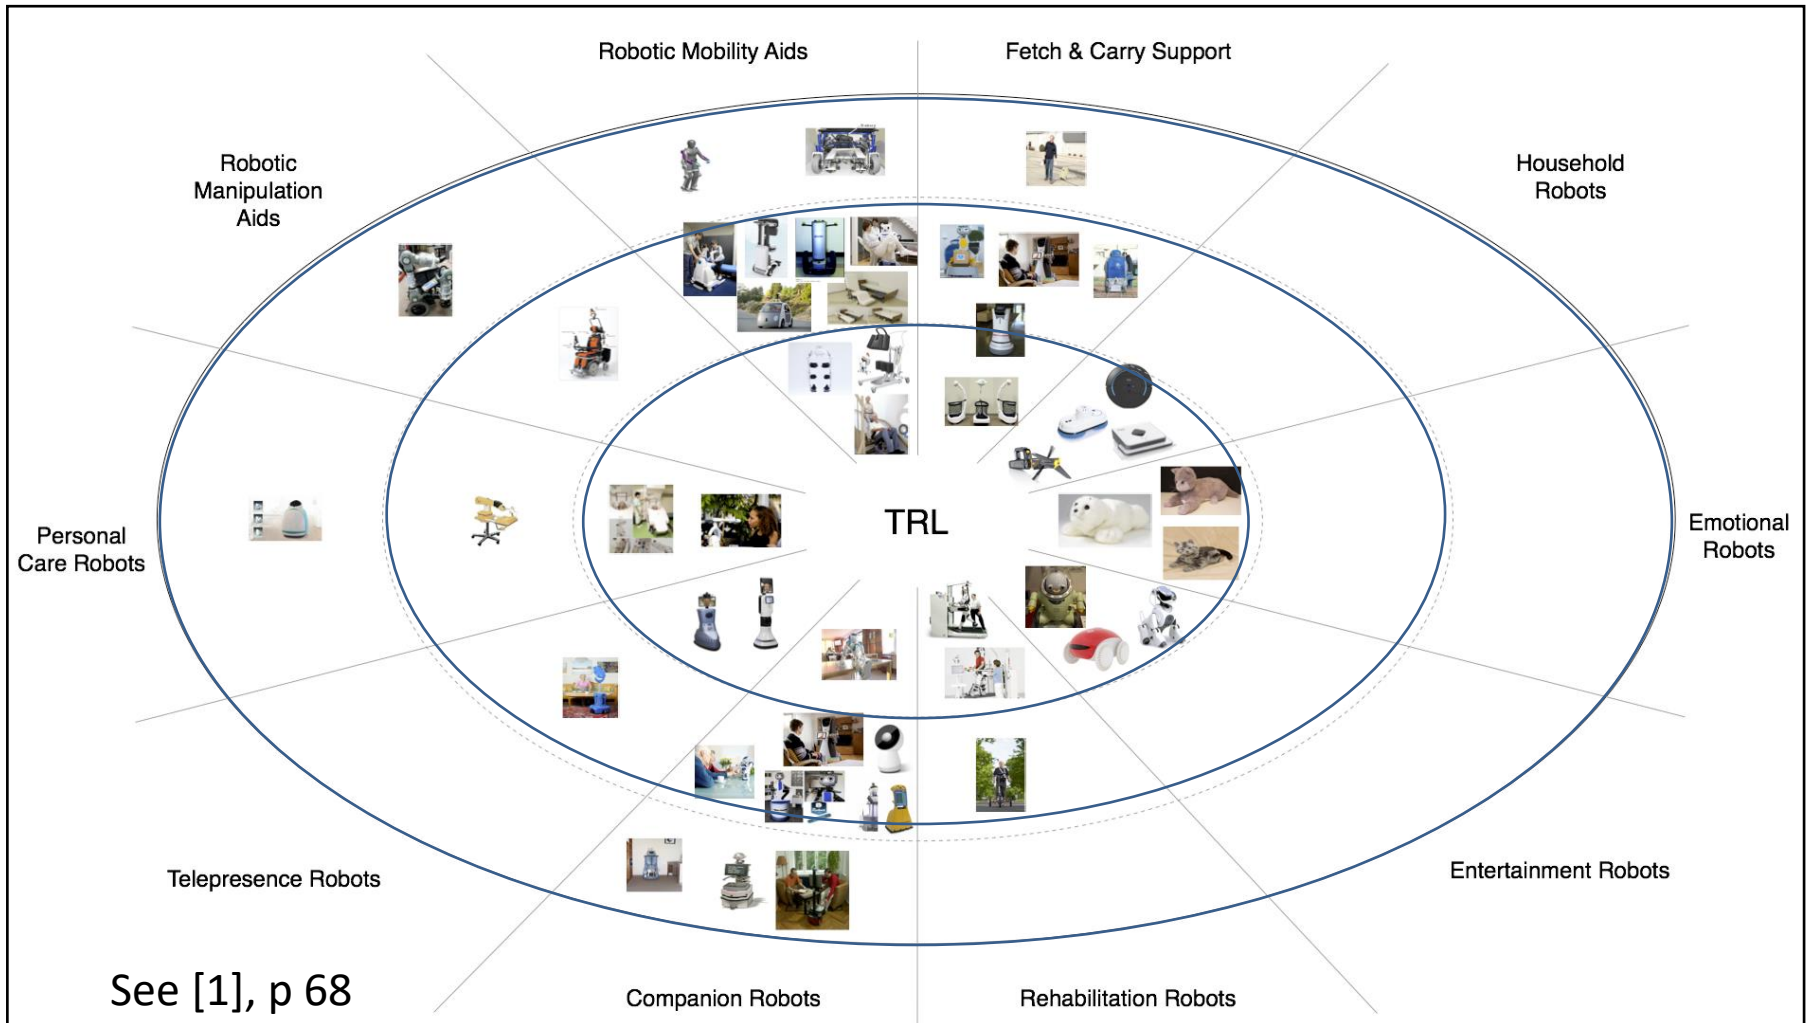 Robotic Mobility Aids
Fetch & Carry Support
Robotic
Manipulation
Aids
Household
Robots
Personal
Care Robots
TRL
Emotional
Robots
Telepresence Robots
Entertainment Robots
See [1], p 68
Companion Robots
Rehabilitation Robots